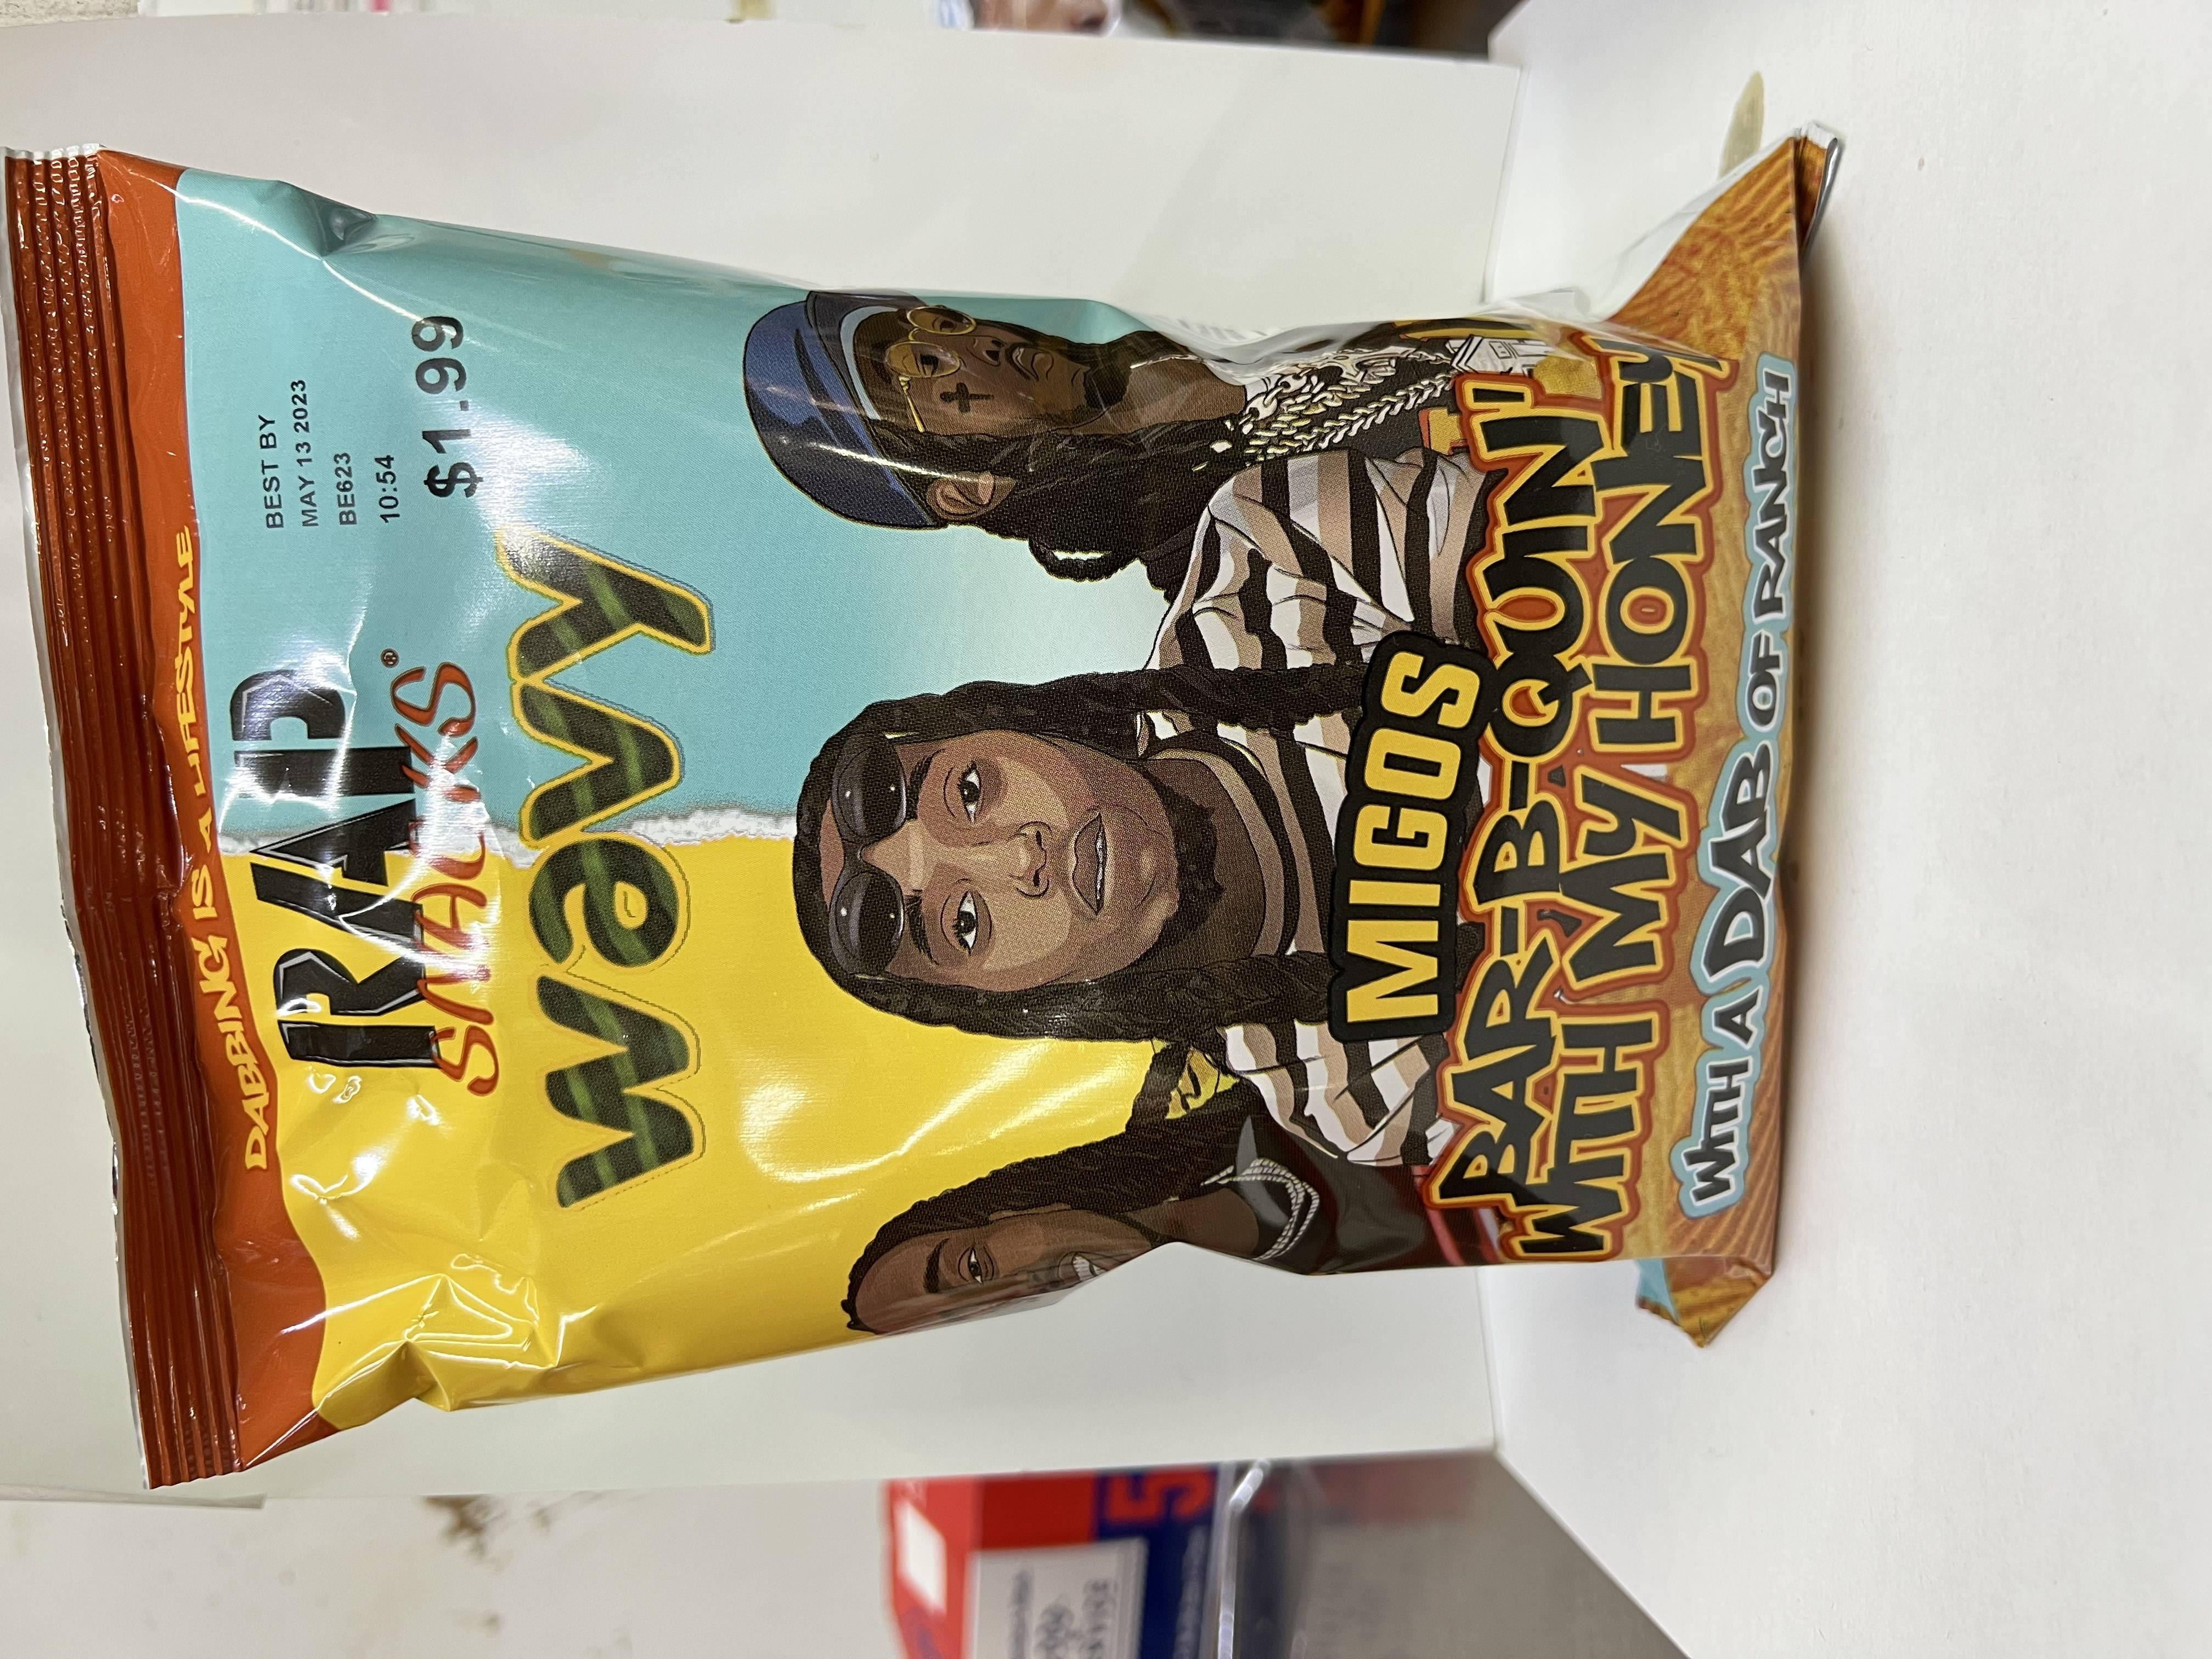 DABBING IS A LIFESTYLE
BEST BY
MAY 13 2023
BE623
10:54
$1.99
RAP
SNACKS®
wavy
MIGOS
BAR-B-QUIN'
WITH MY HONEY
WITH A DAB OF RANCH
5